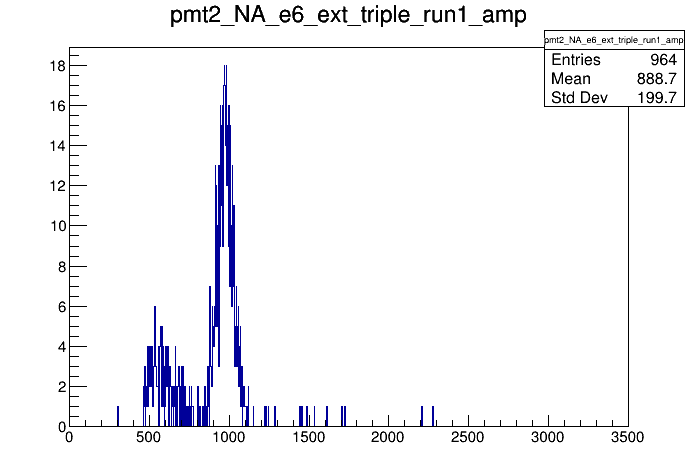 pmt2_NA_e6_ext_triple_run1_amp
pmt2_NA_e6_ext_triple_run1_amp
Entries 964
Mean 888.7
Std Dev 199.7
18
16
14
12
10
8
6
4
2
0
0 500 1000 1500 2000 2500 3000 3500